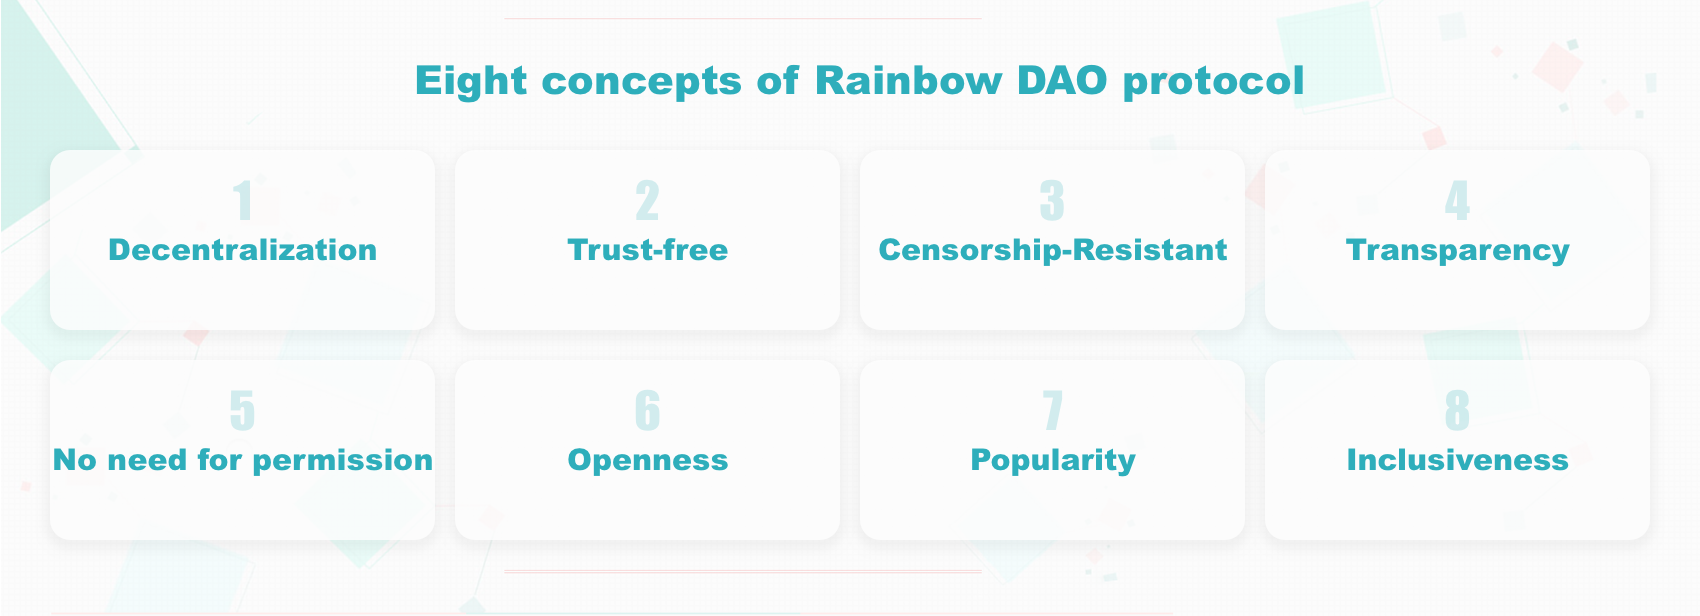 Eight concepts of Rainbow DAO protocol
1
Decentralization
2
Trust-free
3
Censorship-Resistant
4
Transparency
5
No need for permission
6
Openness
7
Popularity
8
Inclusiveness